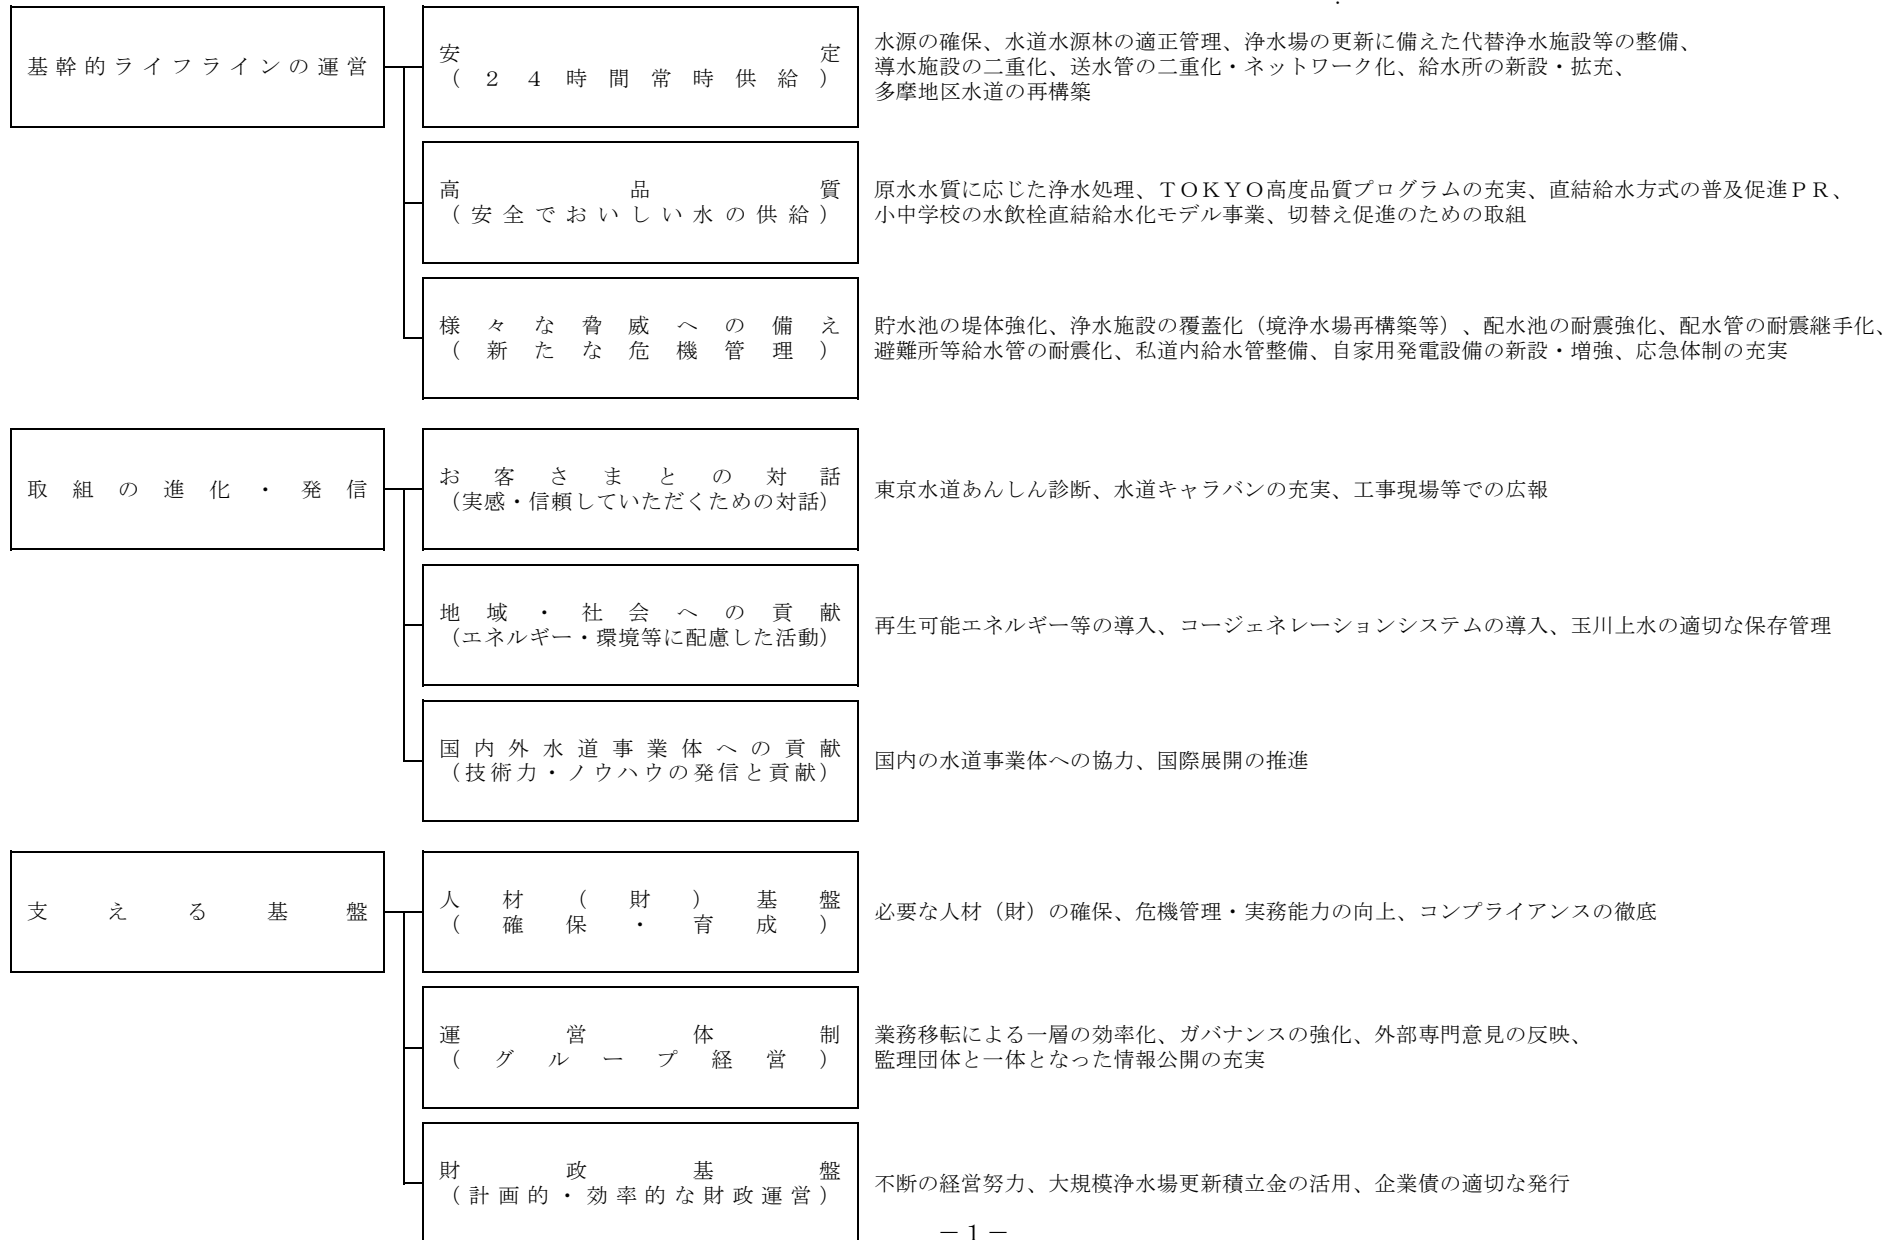 基幹的ライフラインの運営
安定
（２４時間常時供給）
水源の確保、水道水源林の適正管理、浄水場の更新に備えた代替浄水施設等の整備、
導水施設の二重化、送水管の二重化・ネットワーク化、給水所の新設・拡充、
多摩地区水道の再構築
高品質
（安全でおいしい水の供給）
原水水質に応じた浄水処理、ＴＯＫＹＯ高度品質プログラムの充実、直結給水方式の普及促進ＰＲ、
小中学校の水飲栓直結給水化モデル事業、切替え促進のための取組
様々な脅威への備え
（新たな危機管理）
貯水池の堤体強化、浄水施設の覆蓋化（境浄水場再構築等）、配水池の耐震強化、配水管の耐震継手化、
避難所等給水管の耐震化、私道内給水管整備、自家用発電設備の新設・増強、応急体制の充実
取組の進化・発信
お客さまとの対話
（実感・信頼していただくための対話）
東京水道あんしん診断、水道キャラバンの充実、工事現場等での広報
地域・社会への貢献
（エネルギー・環境等に配慮した活動）
再生可能エネルギー等の導入、コージェネレーションシステムの導入、玉川上水の適切な保存管理
国内外水道事業体への貢献
（技術力・ノウハウの発信と貢献）
国内の水道事業体への協力、国際展開の推進
支える基盤
人材（財）基盤
（確保・育成）
必要な人材（財）の確保、危機管理・実務能力の向上、コンプライアンスの徹底
運営体制
（グループ経営）
業務移転による一層の効率化、ガバナンスの強化、外部専門意見の反映、
監理団体と一体となった情報公開の充実
財政基盤
（計画的・効率的な財政運営）
不断の経営努力、大規模浄水場更新積立金の活用、企業債の適切な発行
－１－